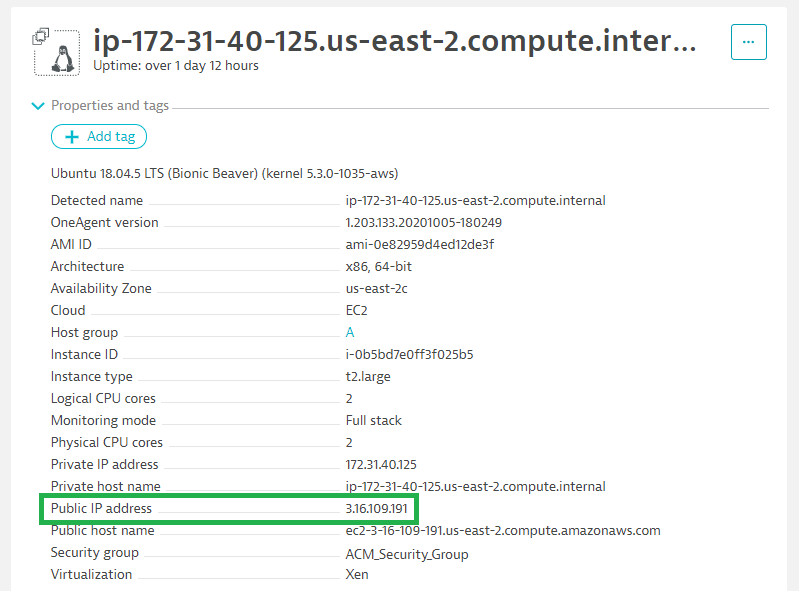 ip-172-31-40-125.us-east-2.compute.inter...
...
Uptime: over 1 day 12 hours
Properties and tags
+ Add tag
Ubuntu 18.04.5 LTS (Bionic Beaver) (kernel 5.3.0-1035-aws)
Detected name ip-172-31-40-125.us-east-2.compute.internal
OneAgent version 1.203.133.20201005-180249
AMI ID ami-0e82959d4ed12de3f
Architecture x86, 64-bit
Availability Zone us-east-2c
Cloud EC2
Host group A
Instance ID i-0b5bd7e0ff3f025b5
Instance type t2.large
Logical CPU cores 2
Monitoring mode Full stack
Physical CPU cores 2
Private IP address 172.31.40.125
Private host name ip-172-31-40-125.us-east-2.compute.internal
Public IP address 3.16.109.191
Public host name ec2-3-16-109-191.us-east-2.compute.amazonaws.com
Security group ACM_Security_Group
Virtualization Xen